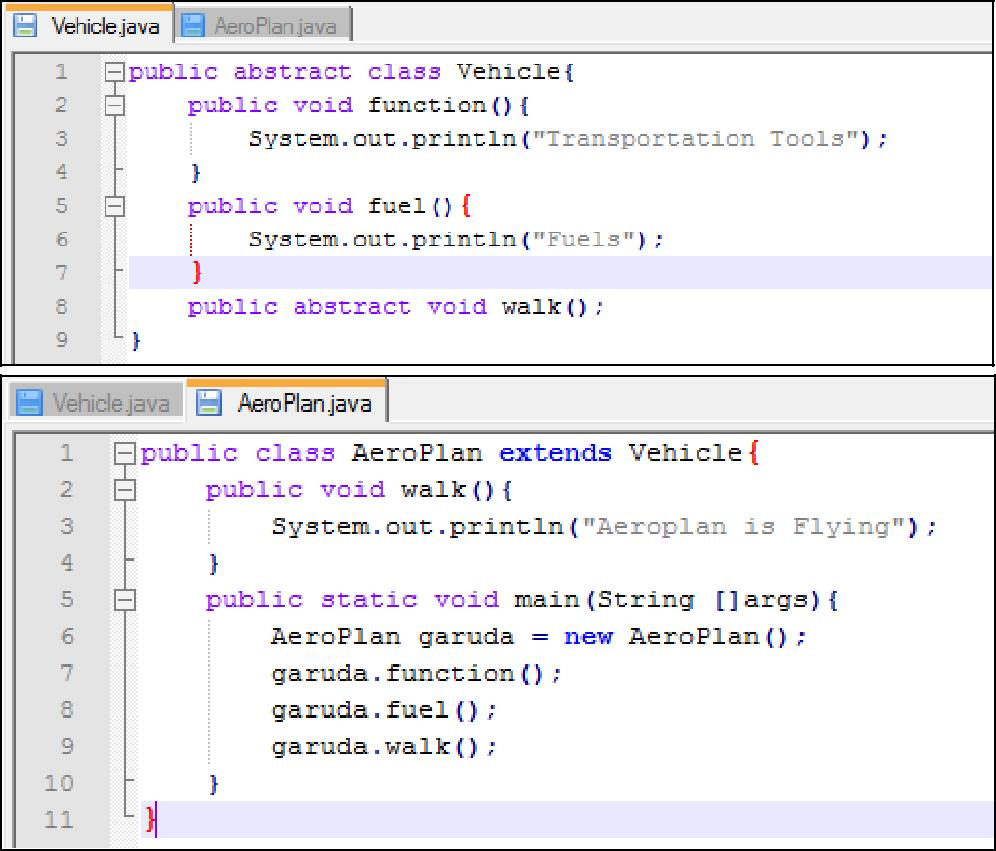 Vehicle.java AeroPlan.java
1 public abstract class Vehicle{
2 public void function(){
3 System.out.println("Transportation Tools");
4 }
5 public void fuel(){
6 System.out.println("Fuels");
7 }
8 public abstract void walk();
9 }
Vehicle.java AeroPlan.java
1 public class AeroPlan extends Vehicle{
2 public void walk(){
3 System.out.println("Aeroplan is Flying");
4 }
5 public static void main(String []args){
6 AeroPlan garuda = new AeroPlan();
7 garuda.function();
8 garuda.fuel();
9 garuda.walk();
10 }
11 }